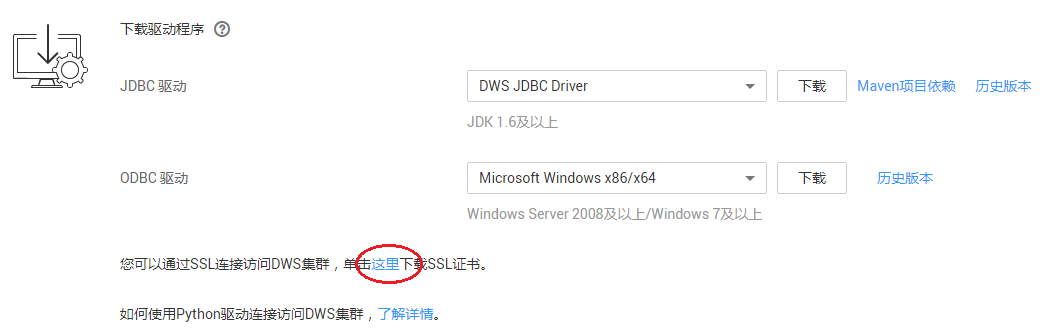 下载驱动程序 ?
JDBC 驱动 DWS JDBC Driver 下载 Maven项目依赖 历史版本
JDK 1.6及以上
ODBC 驱动 Microsoft Windows x86/x64 下载 历史版本
Windows Server 2008及以上/Windows 7及以上
您可以通过SSL连接访问DWS集群，单击这里下载SSL证书。
如何使用Python驱动连接访问DWS集群，了解详情。